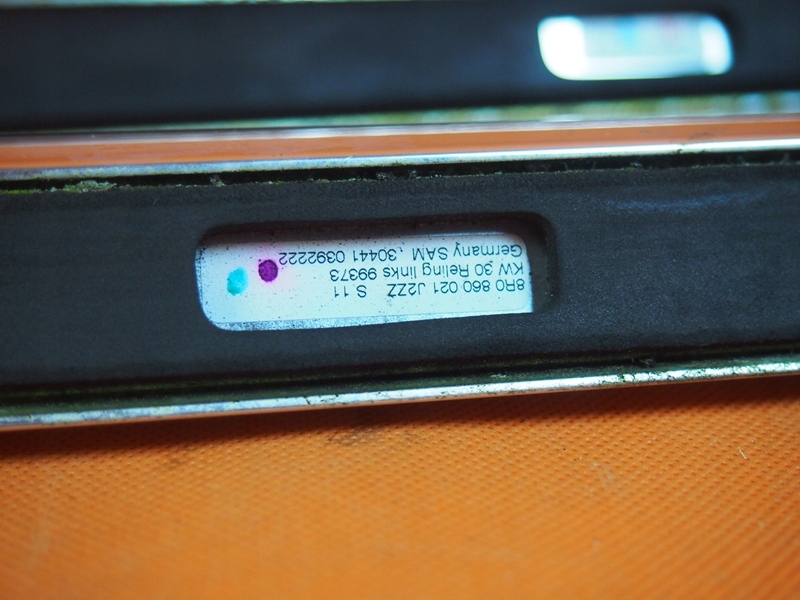 8R0 860 021 J2ZZ S 11
KW 30 Reling links 99373
Germany SAM .30441 0392222